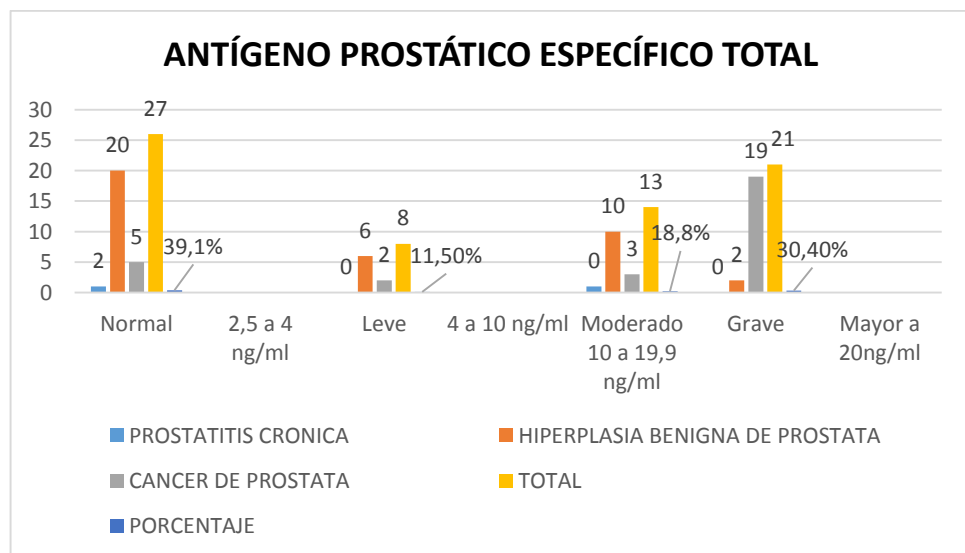 ANTÍGENO PROSTÁTICO ESPECÍFICO TOTAL
30
25
20
15
10
5
0
2
20
5
27
39,1%
0
6
2
8
11,50%
0
10
3
13
18,8%
0
2
19
21
30,40%
Normal
2,5 a 4
ng/ml
Leve
4 a 10 ng/ml
Moderado
10 a 19,9
ng/ml
Grave
Mayor a
20ng/ml
PROSTATITIS CRONICA
HIPERPLASIA BENIGNA DE PROSTATA
CANCER DE PROSTATA
TOTAL
PORCENTAJE